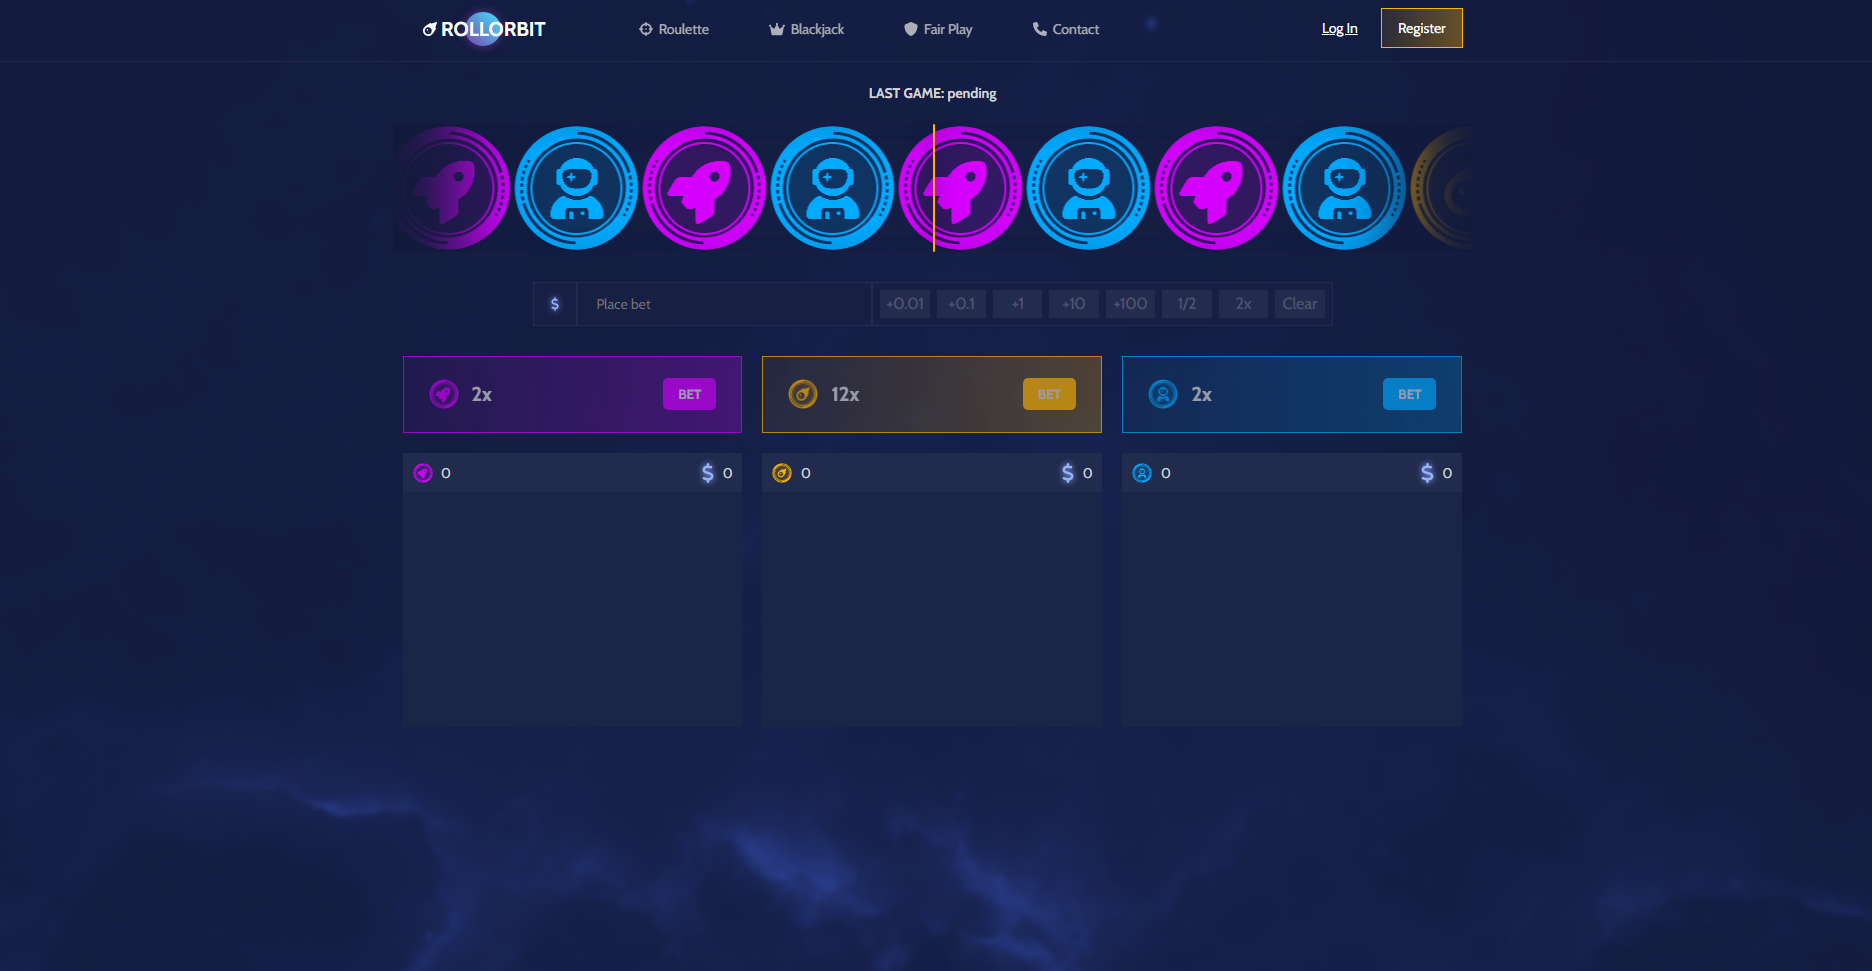 ROLLORBIT
Roulette
Blackjack
Fair Play
Contact
Log In
Register
LAST GAME: pending
$
Place bet
+0.01
+0.1
+1
+10
+100
1/2
2x
Clear
2x
BET
12x
BET
2x
BET
0
$ 0
0
$ 0
0
$ 0